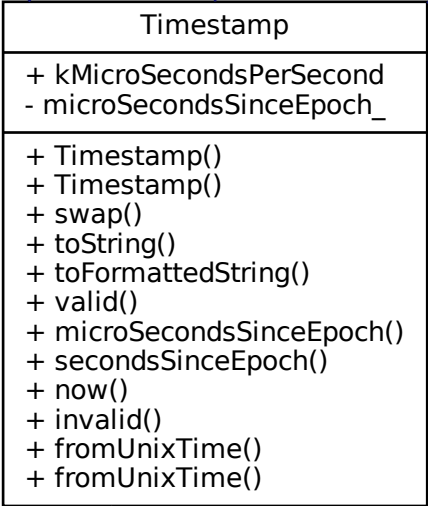 Timestamp
+ kMicroSecondsPerSecond
- microSecondsSinceEpoch_
+ Timestamp()
+ Timestamp()
+ swap()
+ toString()
+ toFormattedString()
+ valid()
+ microSecondsSinceEpoch()
+ secondsSinceEpoch()
+ now()
+ invalid()
+ fromUnixTime()
+ fromUnixTime()